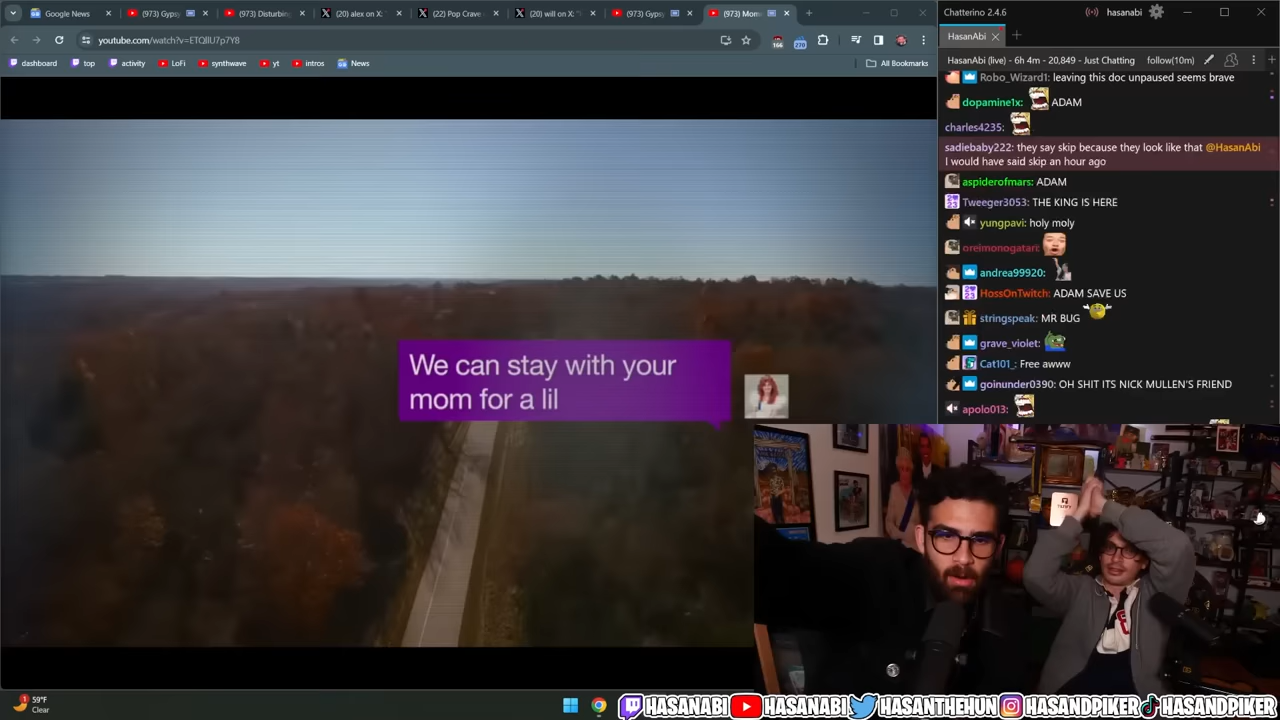 (973) Gypsy
(973) Disturbin
(20) alex on X: "
(22) Pop Crave
(20) will on X: "S
(973) Gypsy
(973) Mom
Google News
youtube.com/watch?v=ETQllU7p7Y8
166
270
dashboard
top
activity
LoFi
synthwave
yt
intros
News
All Bookmarks
We can stay with your
mom for a lil
Chatterino 2.4.6
hasanabi
HasanAbi
HasanAbi (live) - 6h 4m - 20,849 - Just Chatting
follow(10m)
Robo_Wizard1: leaving this doc unpaused seems brave
dopamine1x: ADAM
charles4235:
sadiebaby222: they say skip because they look like that @HasanAbi
I would have said skip an hour ago
aspiderofmars: ADAM
Tweeger3053: THE KING IS HERE
yungpavi: holy moly
oreimonogatari:
andrea99920:
HossOnTwitch: ADAM SAVE US
stringspeak: MR BUG
grave_violet:
Cat101_: Free awww
goinunder0390: OH SHIT ITS NICK MULLEN'S FRIEND
apolo013:
59°F
Clear
HASANABI
HASANABI
HASANTHEHUN
HASANDPIKER
HASANDPIKER